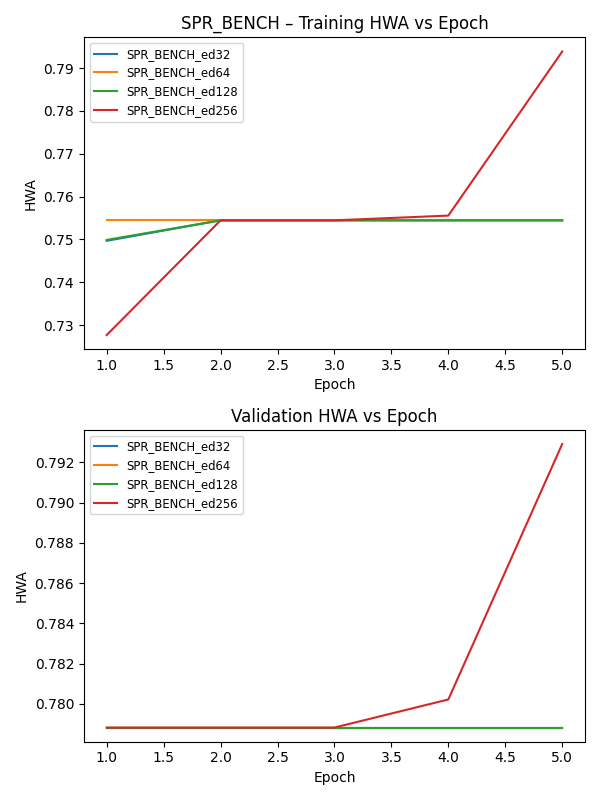 SPR_BENCH – Training HWA vs Epoch
SPR_BENCH_ed32
SPR_BENCH_ed64
SPR_BENCH_ed128
SPR_BENCH_ed256
HWA
0.79
0.78
0.77
0.76
0.75
0.74
0.73
1.0 1.5 2.0 2.5 3.0 3.5 4.0 4.5 5.0
Epoch
Validation HWA vs Epoch
SPR_BENCH_ed32
SPR_BENCH_ed64
SPR_BENCH_ed128
SPR_BENCH_ed256
HWA
0.792
0.790
0.788
0.786
0.784
0.782
0.780
1.0 1.5 2.0 2.5 3.0 3.5 4.0 4.5 5.0
Epoch